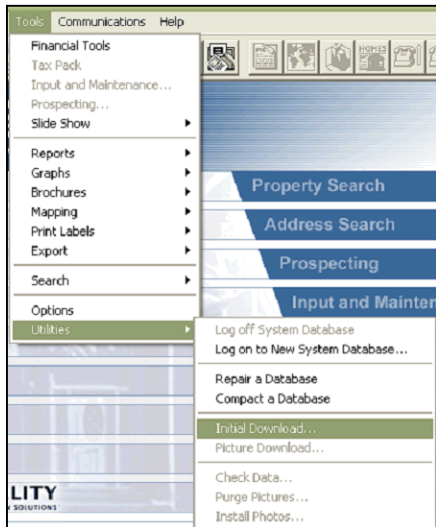 Tools Communications Help
Financial Tools
Tax Pack
Input and Maintenance...
Prospecting...
Slide Show
Reports
Graphs
Brochures
Mapping
Print Labels
Export
Search
Options
Utilities
HOMES
Property Search
Address Search
Prospecting
Input and Mainten
Log off System Database
Log on to New System Database...
Repair a Database
Compact a Database
Initial Download...
Picture Download...
Check Data...
Purge Pictures...
Install Photos...
LITY
SOLUTIONS